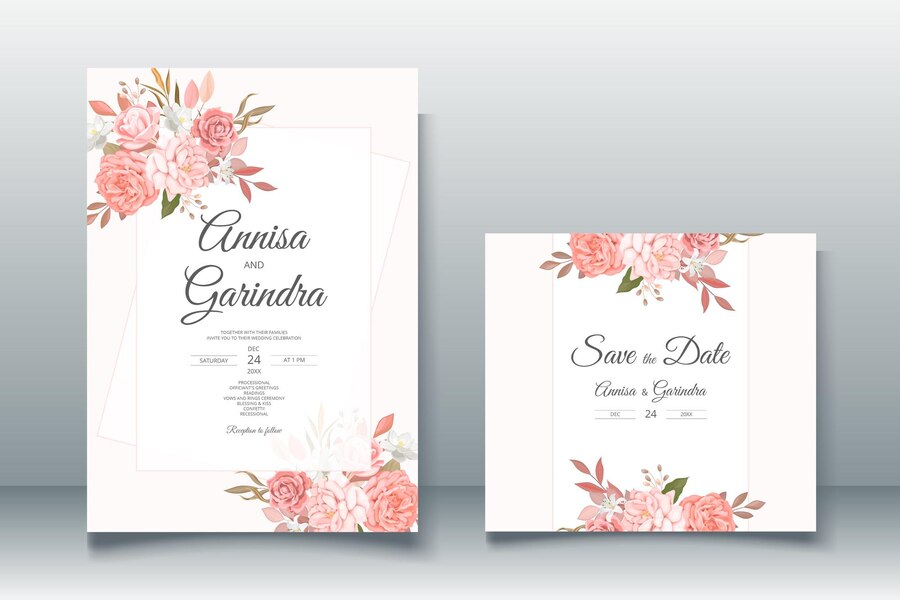 Annisa
AND
Garindra
TOGETHER WITH THEIR FAMILIES
INVITE YOU TO THEIR WEDDING CELEBRATION
DEC
SATURDAY 24 AT 1 PM
20XX
PROCESSIONAL
OFFICIANT'S GREETINGS
READINGS
VOWS AND RINGS CEREMONY
BLESSING & KISS
CONFETTI
RECESSIONAL
Reception to follow
Save the Date
Annisa & Garindra
DEC 24 20XX